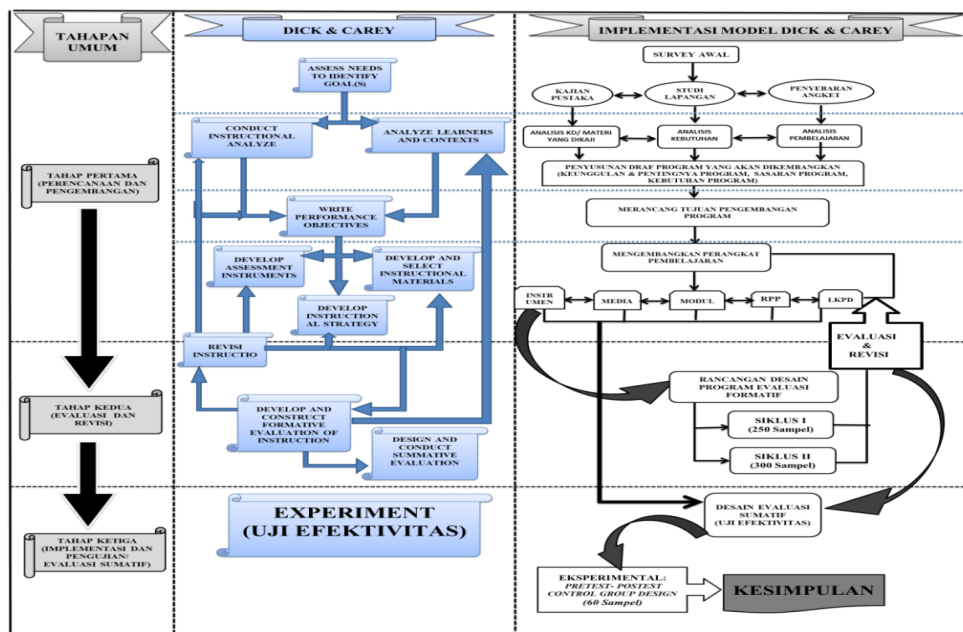 TAHAPAN
UMUM
TAHAP PERTAMA
(PERENCANAAN DAN
PENGEMBANGAN)
TAHAP KEDUA
(EVALUASI DAN
REVISI)
TAHAP KETIGA
(IMPLEMENTASI DAN
PENGUJIAN/
EVALUASI SUMATIF)
DICK & CAREY
ASSESS NEEDS
TO IDENTIFY
GOAL(S)
CONDUCT
INSTRUCTIONAL
ANALYZE
ANALYZE LEARNERS
AND CONTEXTS
WRITE
PERFORMANCE
OBJECTIVES
DEVELOP
ASSESSMENT
INSTRUMENTS
DEVELOP AND
SELECT
INSTRUCTIONAL
MATERIALS
DEVELOP
INSTRUCTION
AL STRATEGY
REVISI
INSTRUCTIO
DEVELOP AND
CONSTRUCT
FORMATIVE
EVALUATION OF
INSTRUCTION
DESIGN AND
CONDUCT
SUMMATIVE
EVALUATION
EXPERIMENT
(UJI EFEKTIVITAS)
IMPLEMENTASI MODEL DICK & CAREY
SURVEY AWAL
KAJIAN
PUSTAKA
STUDI
LAPANGAN
PENYEBARAN
ANGKET
ANALISIS KD/ MATERI
YANG DIKAJI
ANALISIS
KEBUTUHAN
ANALISIS
PEMBELAJARAN
PENYUSUNAN DRAF PROGRAM YANG AKAN DIKEMBANGKAN
(KEUNGGULAN & PENTINGNYA PROGRAM, SASARAN PROGRAM,
KEBUTUHAN PROGRAM)
MERANCANG TUJUAN PENGEMBANGAN
PROGRAM
MENGEMBANGKAN PERANGKAT
PEMBELAJARAN
INSTR
UMEN
MEDIA
MODUL
RPP
LKPD
EVALUASI
&
REVISI
RANCANGAN DESAIN
PROGRAM EVALUASI
FORMATIF
SIKLUS I
(250 Sampel)
SIKLUS II
(300 Sampel)
DESAIN EVALUASI
SUMATIF
(UJI EFEKTIVITAS)
EKSPERIMENTAL:
PRETEST- POSTEST
CONTROL GROUP DESIGN
(60 Sampel)
KESIMPULAN